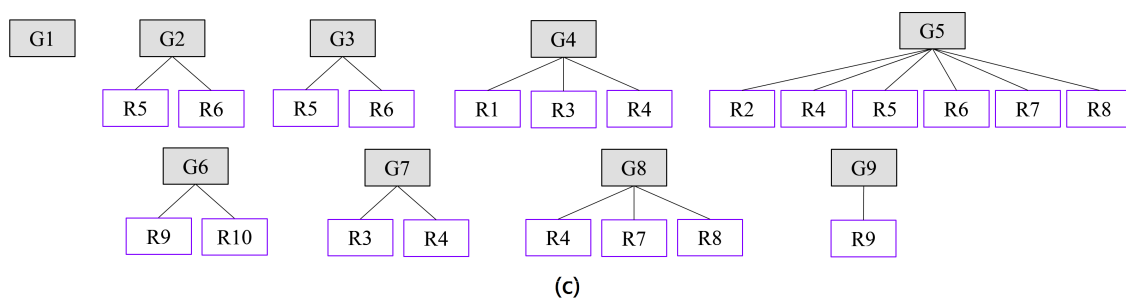 G1 G2 G3 G4 G5
R5 R6 R5 R6 R1 R3 R4 R2 R4 R5 R6 R7 R8
G6 G7 G8 G9
R9 R10 R3 R4 R4 R7 R8 R9
(c)